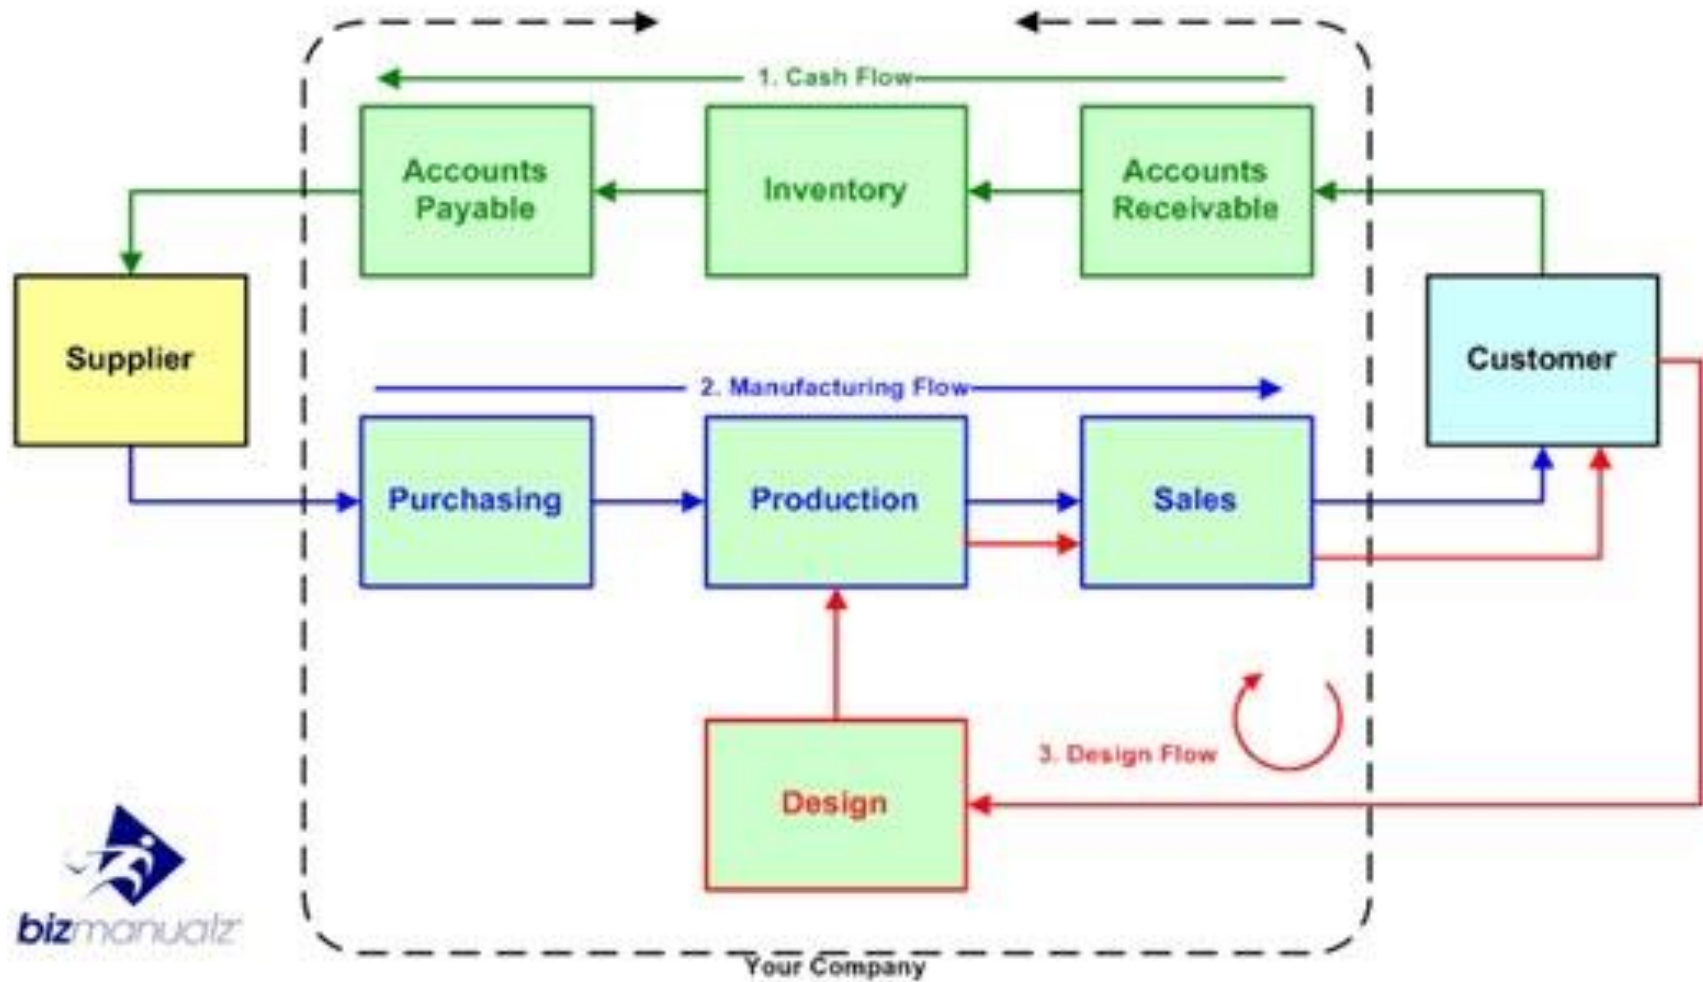 1. Cash Flow
Accounts
Payable
Inventory
Accounts
Receivable
Supplier
Customer
2. Manufacturing Flow
Purchasing
Production
Sales
3. Design Flow
Design
bizmanualz
Your Company